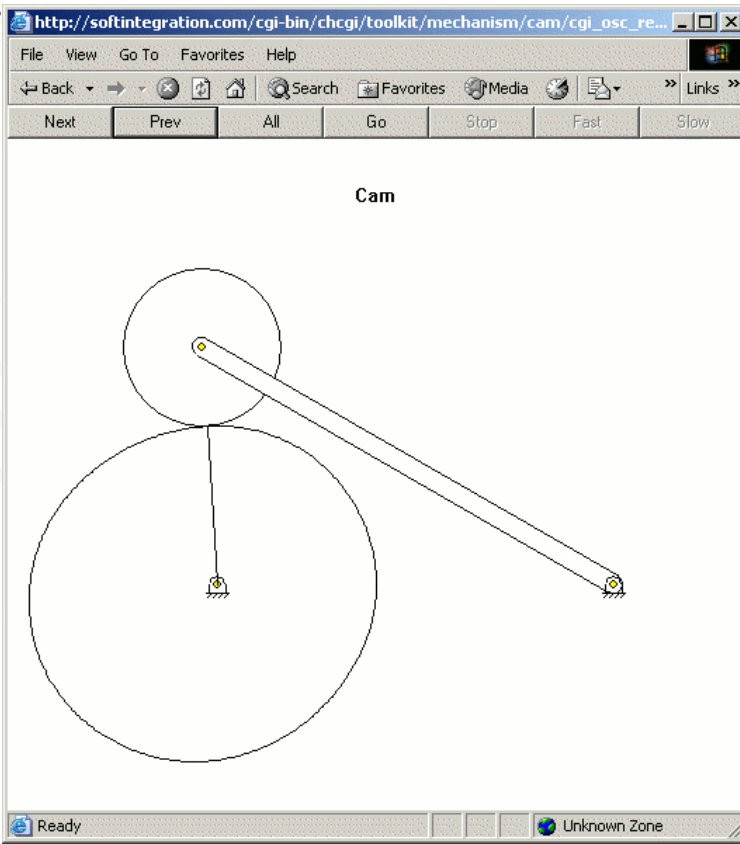 http://softintegration.com/cgi-bin/chcgi/toolkit/mechanism/cam/cgi_osc_re...
File View Go To Favorites Help
Back Search Favorites Media » Links »
Next Prev All Go Stop Fast Slow
Cam
Ready Unknown Zone